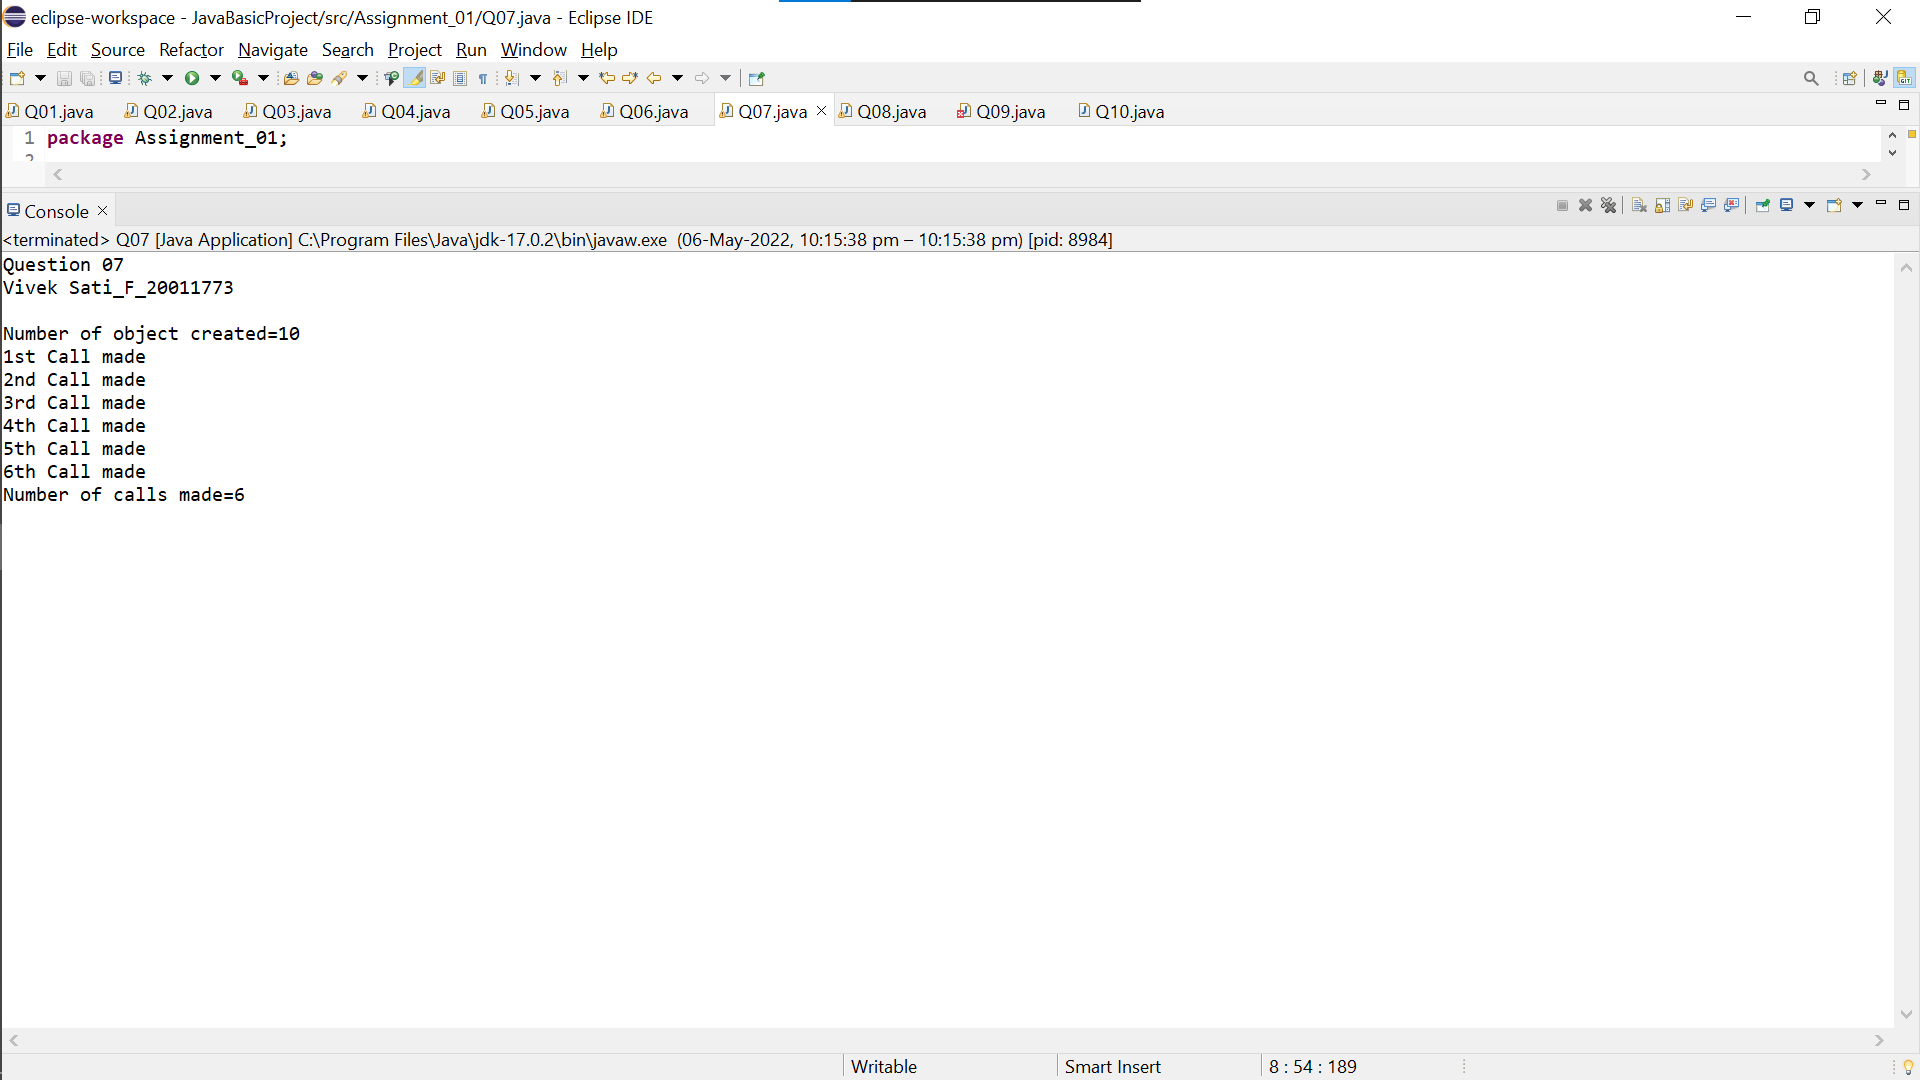 eclipse-workspace - JavaBasicProject/src/Assignment_01/Q07.java - Eclipse IDE
File Edit Source Refactor Navigate Search Project Run Window Help
Q01.java Q02.java Q03.java Q04.java Q05.java Q06.java Q07.java Q08.java Q09.java Q10.java
1 package Assignment_01;
2
Console
<terminated> Q07 [Java Application] C:\Program Files\Java\jdk-17.0.2\bin\javaw.exe (06-May-2022, 10:15:38 pm – 10:15:38 pm) [pid: 8984]
Question 07
Vivek Sati_F_20011773
Number of object created=10
1st Call made
2nd Call made
3rd Call made
4th Call made
5th Call made
6th Call made
Number of calls made=6
Writable Smart Insert 8 : 54 : 189